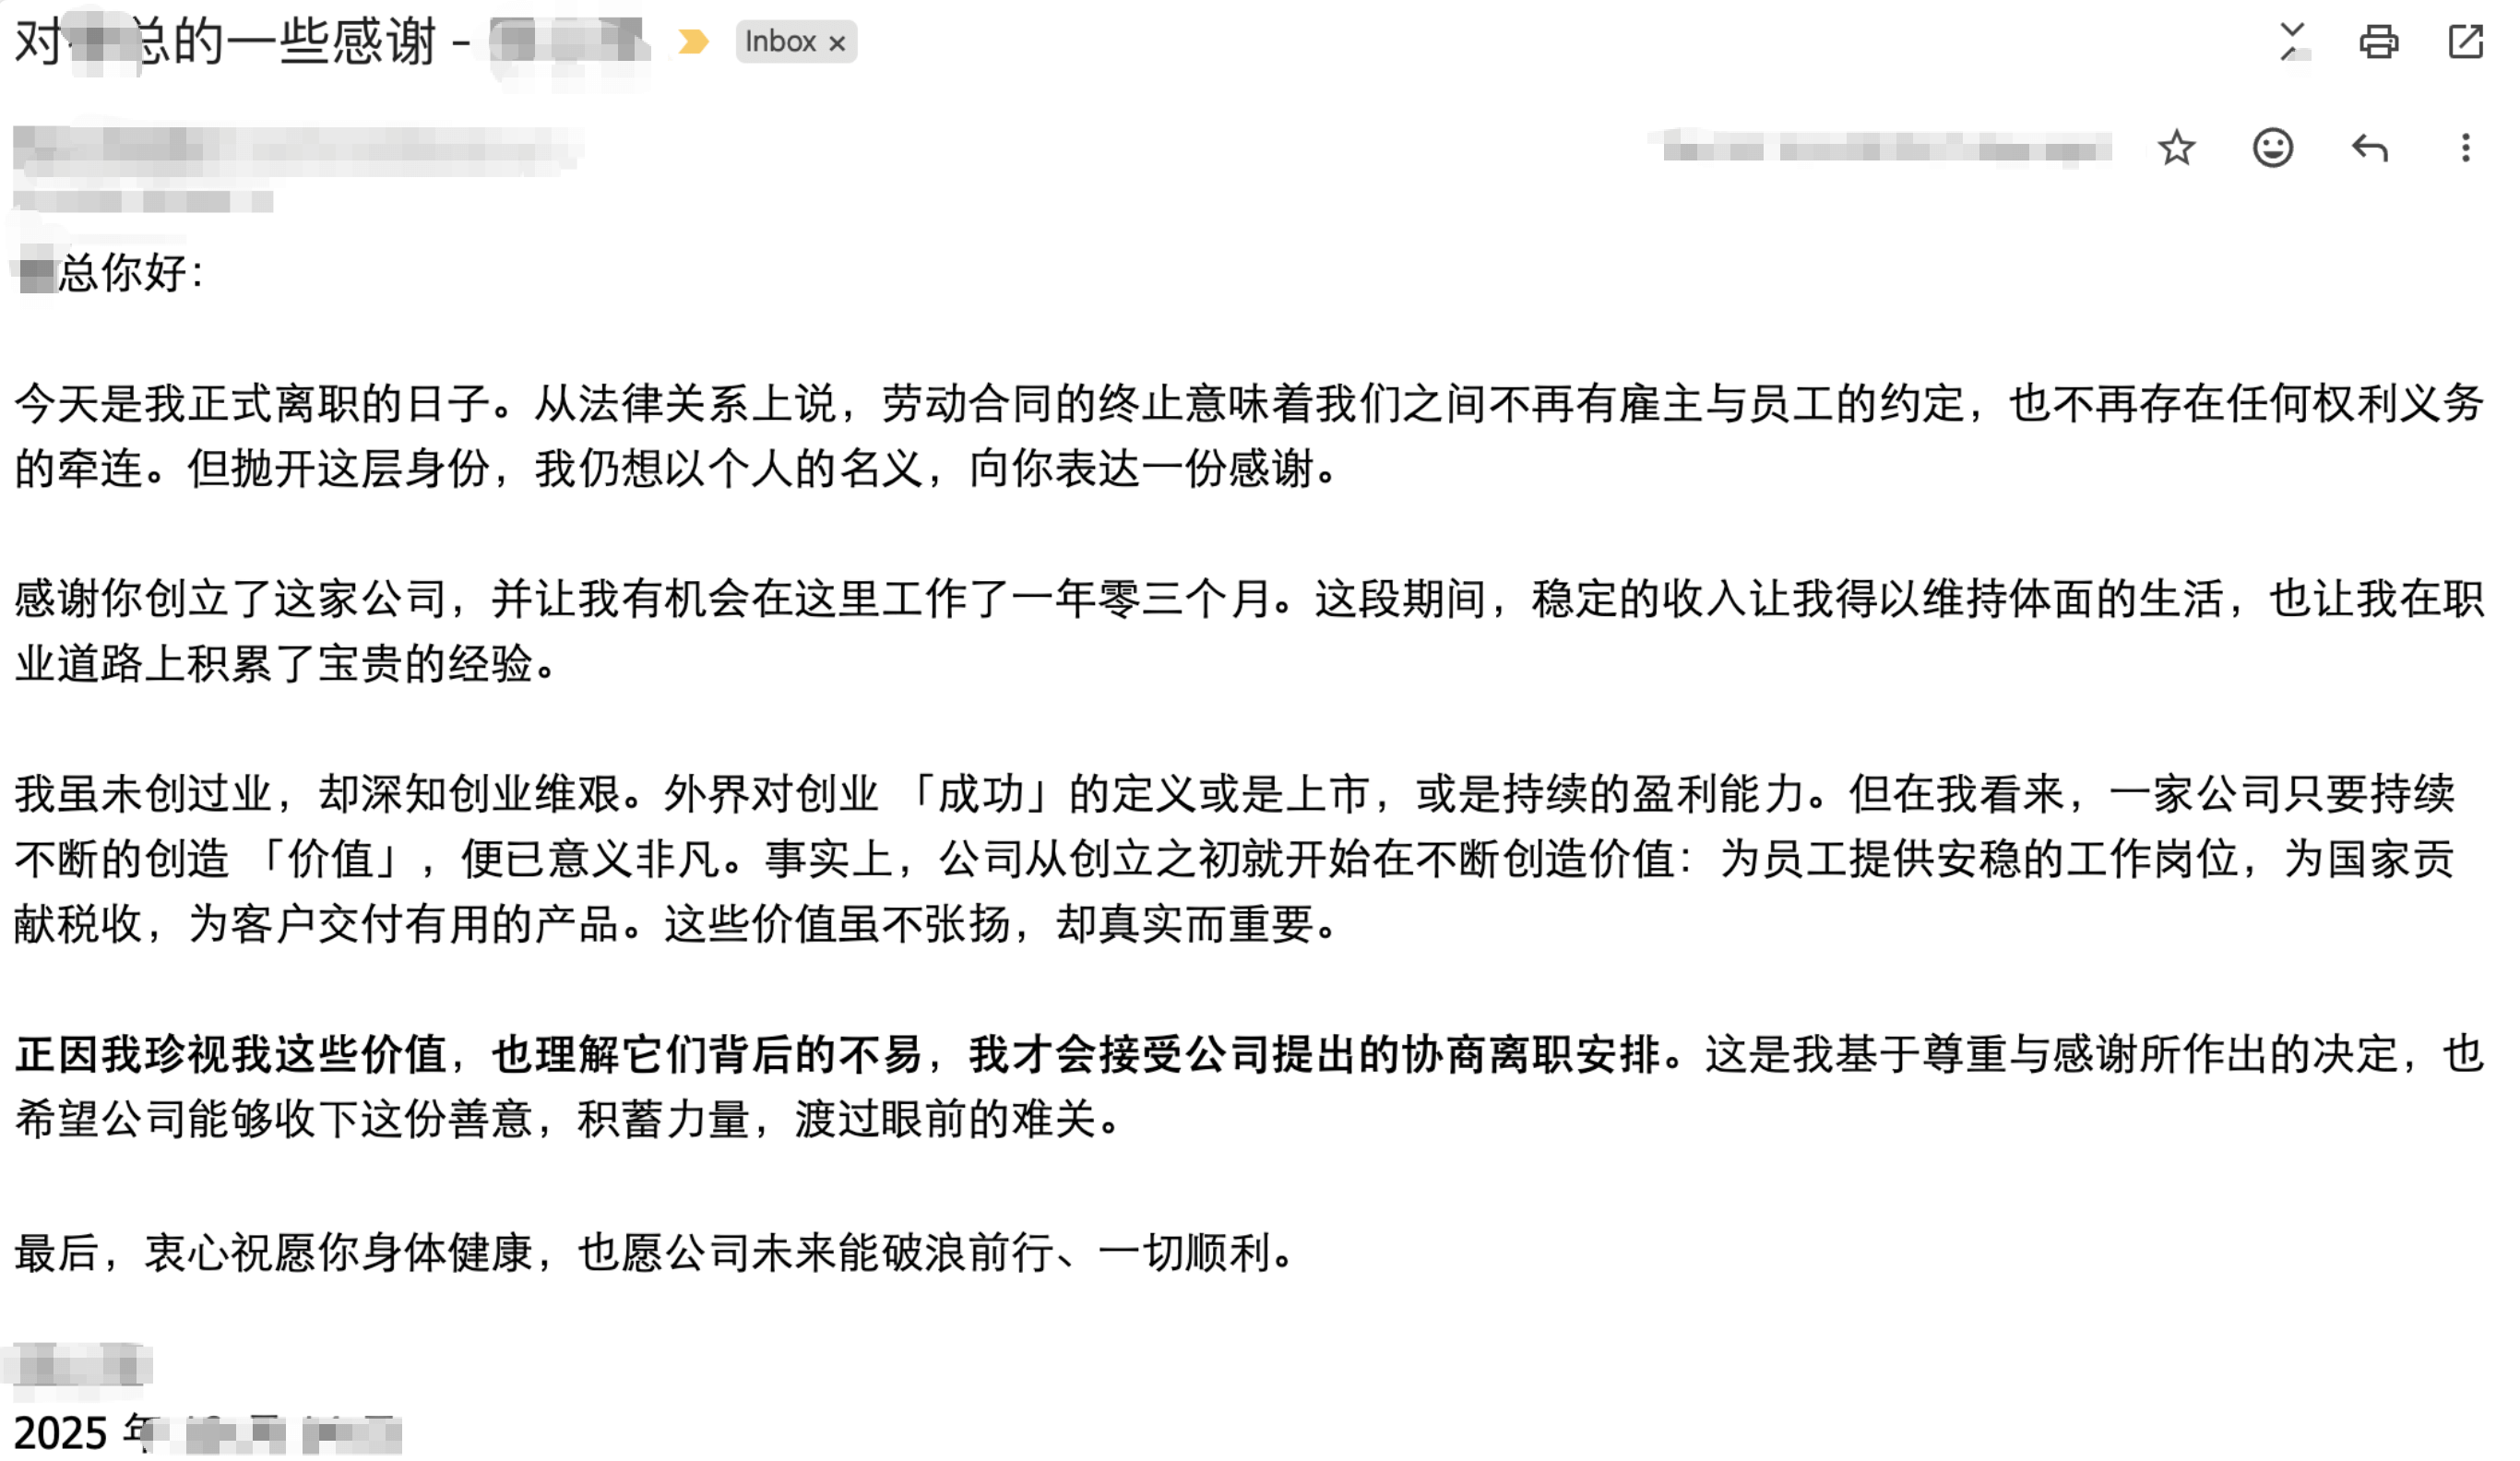 对 总的一些感谢 - Inbox ×
总你好：
今天是我正式离职的日子。从法律关系上说，劳动合同的终止意味着我们之间不再有雇主与员工的约定，也不再存在任何权利义务
的牵连。但抛开这层身份，我仍想以个人的名义，向你表达一份感谢。
感谢你创立了这家公司，并让我有机会在这里工作了一年零三个月。这段期间，稳定的收入让我得以维持体面的生活，也让我在职
业道路上积累了宝贵的经验。
我虽未创过业，却深知创业维艰。外界对创业 「成功」的定义或是上市，或是持续的盈利能力。但在我看来，一家公司只要持续
不断的创造 「价值」，便已意义非凡。事实上，公司从创立之初就开始在不断创造价值：为员工提供安稳的工作岗位，为国家贡
献税收，为客户交付有用的产品。这些价值虽不张扬，却真实而重要。
正因我珍视我这些价值，也理解它们背后的不易，我才会接受公司提出的协商离职安排。这是我基于尊重与感谢所作出的决定，也
希望公司能够收下这份善意，积蓄力量，渡过眼前的难关。
最后，衷心祝愿你身体健康，也愿公司未来能破浪前行、一切顺利。
2025 年